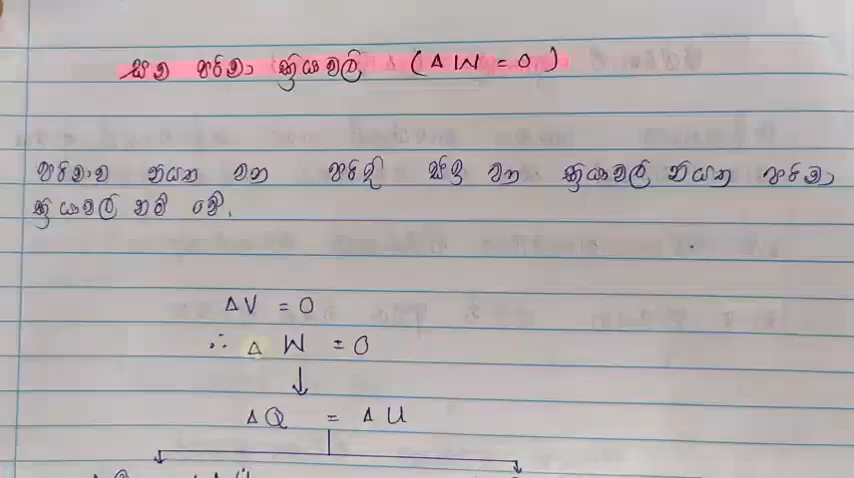 සම පරිමා ක්‍රියාවලි (ΔW = 0)
පරිමාව නියත වන පරිදි සිදු වන ක්‍රියාවලි නියත පරිමා
ක්‍රියාවලි නම් වේ.
ΔV = 0
∴ ΔW = 0
↓
ΔQ = ΔU